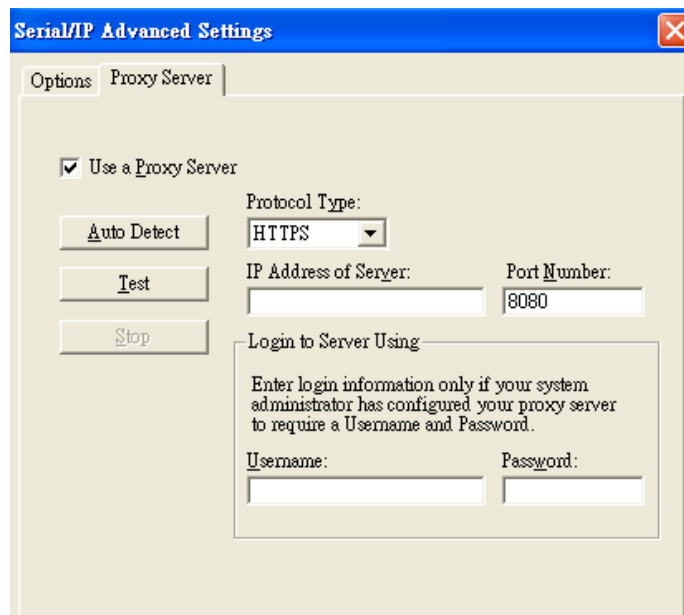 Serial/IP Advanced Settings
Options
Proxy Server
Use a Proxy Server
Protocol Type:
Auto Detect
HTTPS
IP Address of Server:
Port Number:
Test
8080
Stop
Login to Server Using
Enter login information only if your system
administrator has configured your proxy server
to require a Username and Password.
Username:
Password: